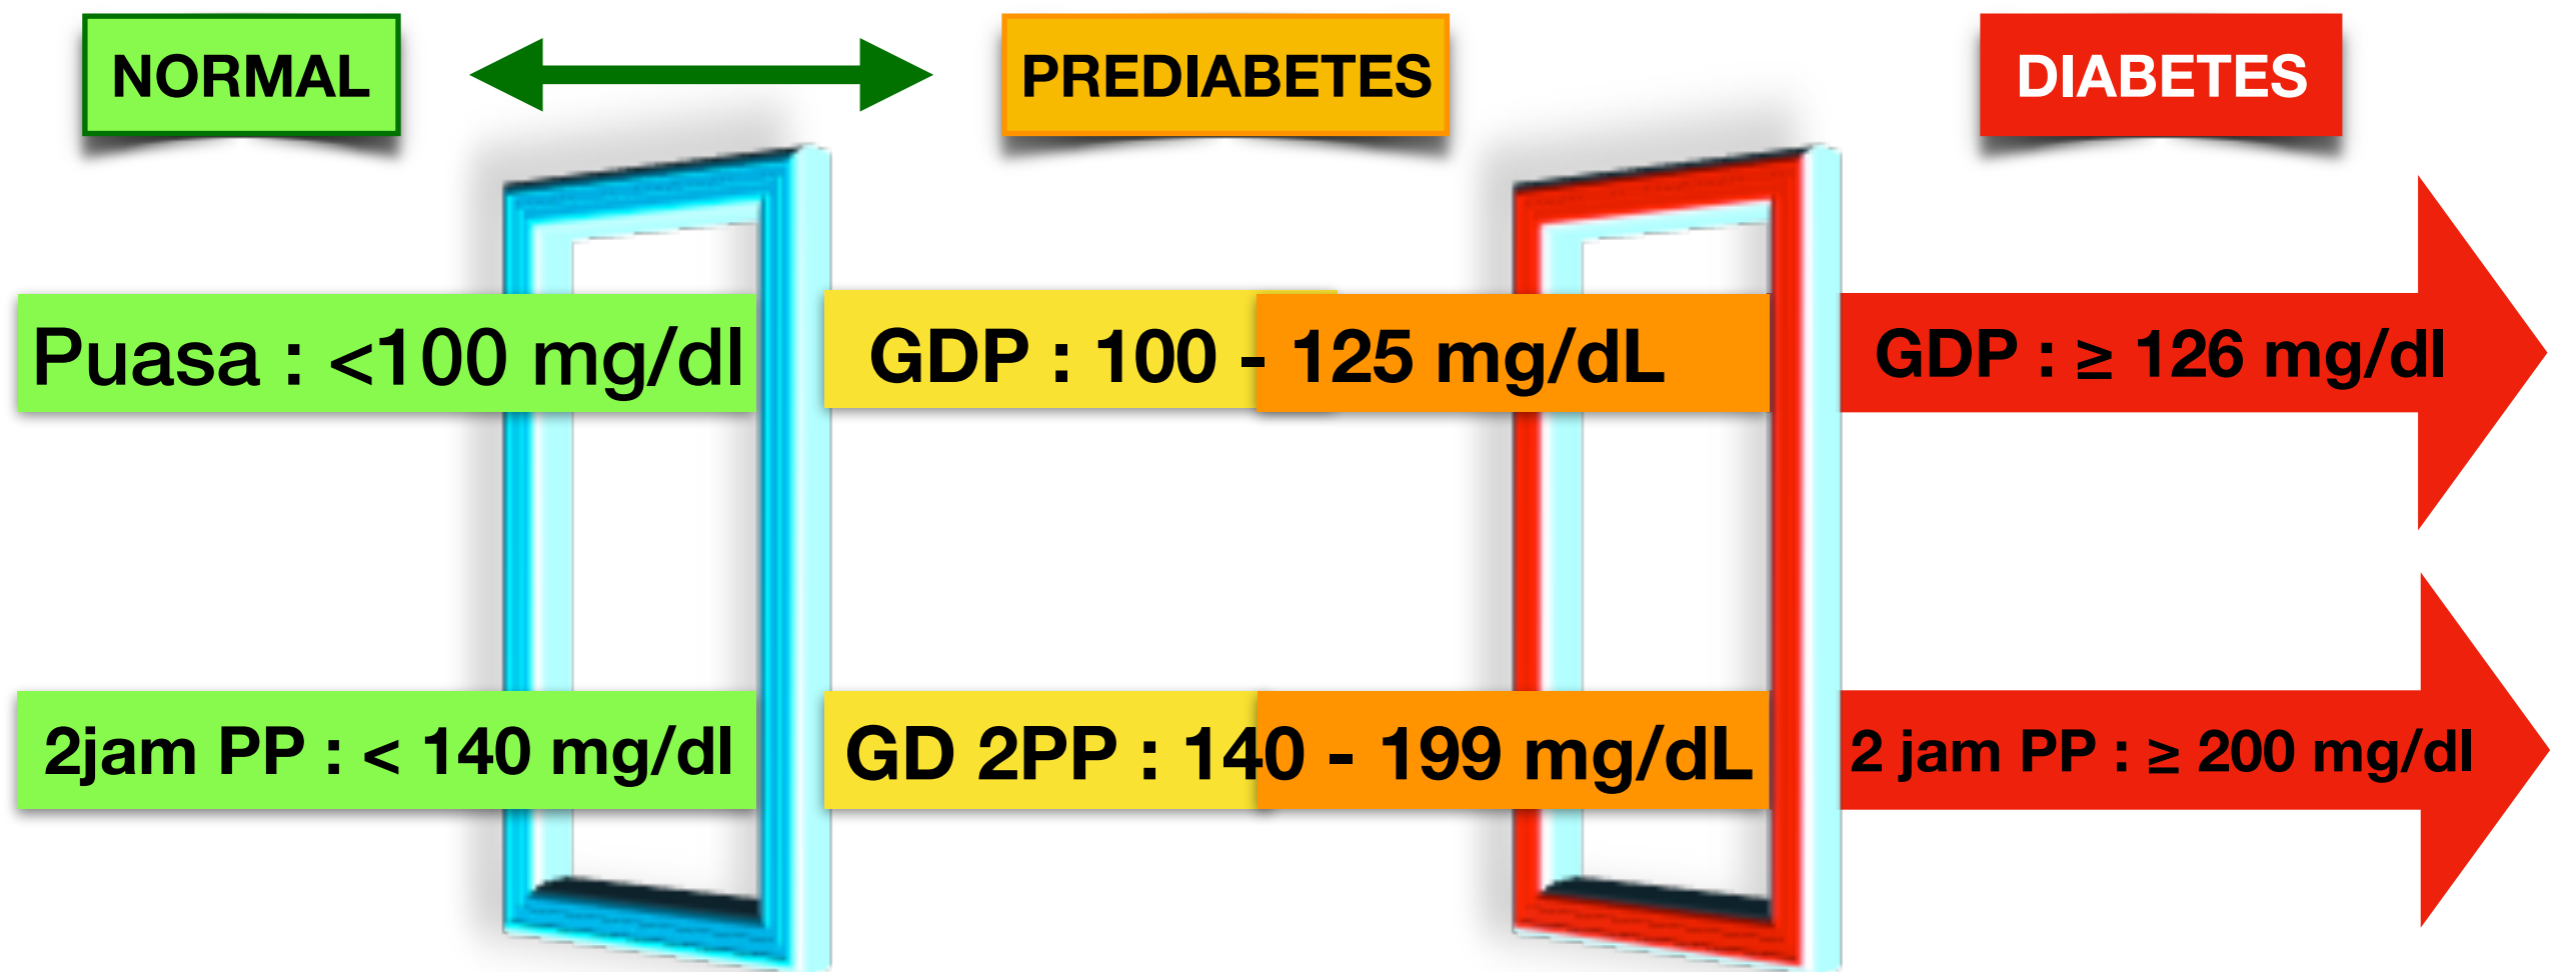 NORMAL
PREDIABETES
DIABETES
Puasa : <100 mg/dl
GDP : 100 - 125 mg/dL
GDP : ≥ 126 mg/dl
2jam PP : < 140 mg/dl
GD 2PP : 140 - 199 mg/dL
2 jam PP : ≥ 200 mg/dl